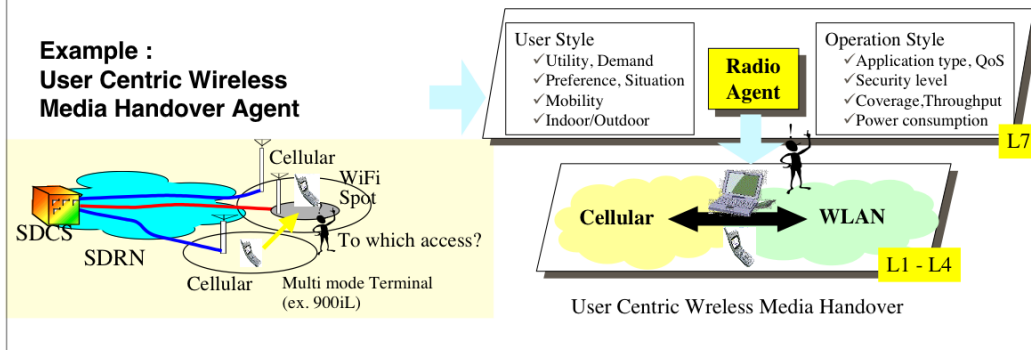 Example :
User Centric Wireless
Media Handover Agent
Cellular
WiFi
Spot
SDCS
SDRN
To which access?
Cellular
Multi mode Terminal
(ex. 900iL)
User Style
✓Utility, Demand
✓Preference, Situation
✓Mobility
✓Indoor/Outdoor
Radio
Agent
Operation Style
✓Application type, QoS
✓Security level
✓Coverage,Throughput
✓Power consumption
L7
!
Cellular
WLAN
L1 - L4
User Centric Wreless Media Handover